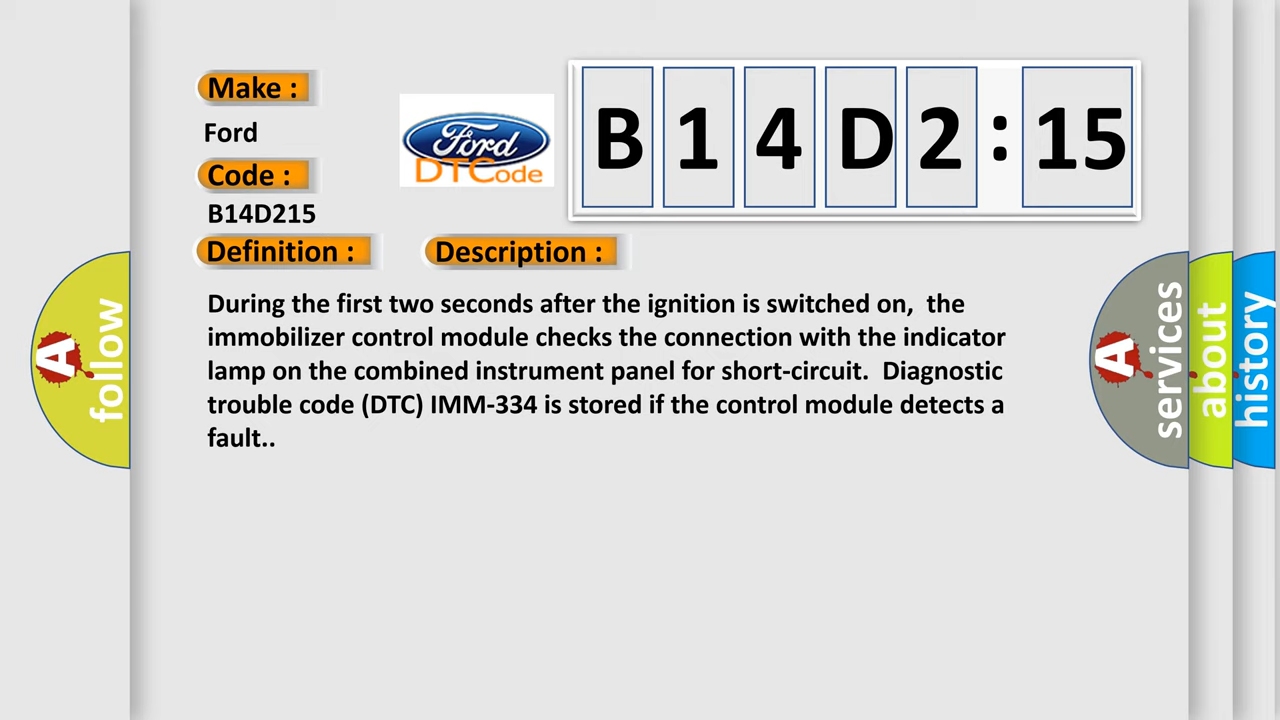 Make :
Ford
Code :
B14D215
Ford
DTCode
B14D2:15
Definition :
Description :
During the first two seconds after the ignition is switched on, the
immobilizer control module checks the connection with the indicator
lamp on the combined instrument panel for short-circuit Diagnostic
trouble code (DTC) IMM-334 is stored if the control module detects a
fault..
A follow
A services
about
history